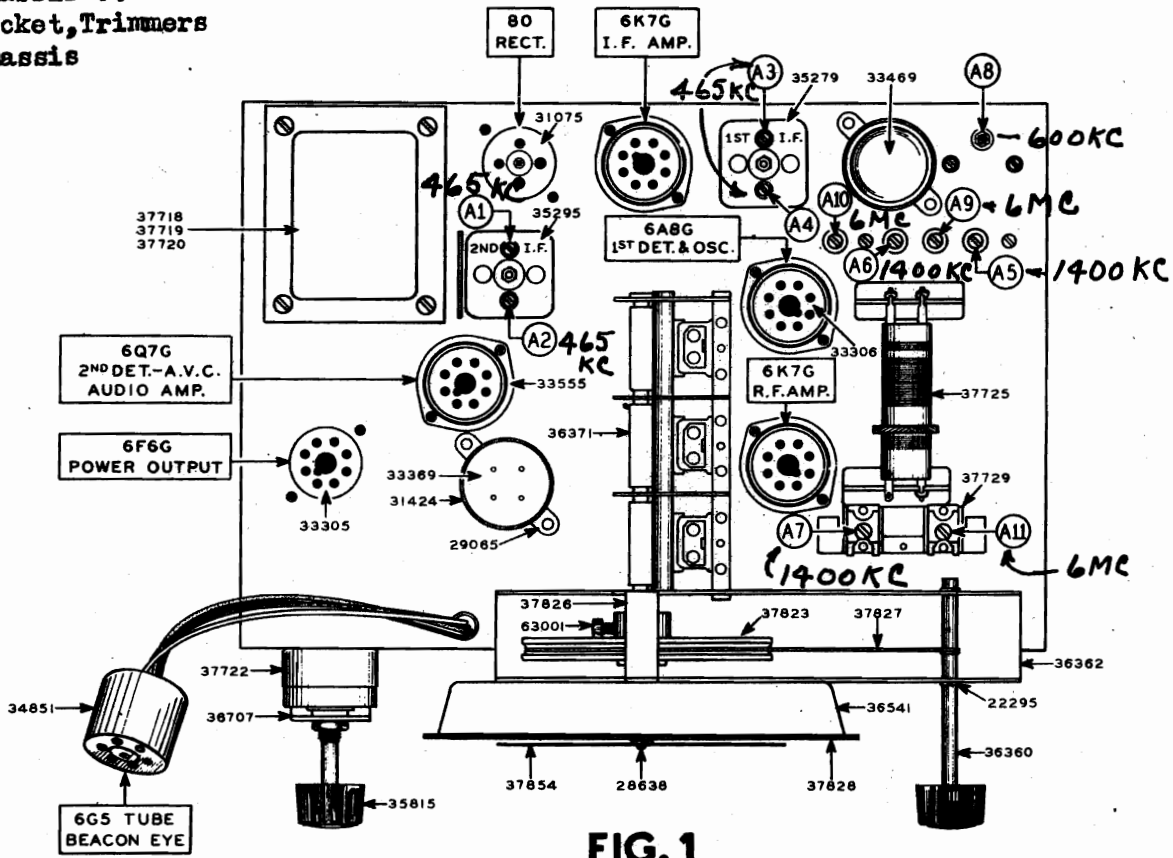 cket,Trimmers
assis
80
RECT.
6K7G
I.F. AMP.
A3
35279
33469
A8
465KC
31075
1ST I.F.
600KC
465KC
A1
35295
A4
A10
A9
6MC
6MC
37718
37719
37720
2ND I.F.
6A8G
1ST DET.& OSC.
A6
1400KC
A5
1400KC
A2
465
KC
33306
6Q7G
2ND DET.-A.V.C.
AUDIO AMP.
33555
6K7G
R.F. AMP.
37725
36371
6F6G
POWER OUTPUT
33369
31424
37729
33305
29065
A7
A11
1400KC
6MC
37826
37823
37827
63001
37722
36362
34851
36707
36541
22295
36360
37854
28638
37828
35815
6G5 TUBE
BEACON EYE
FIG. 1